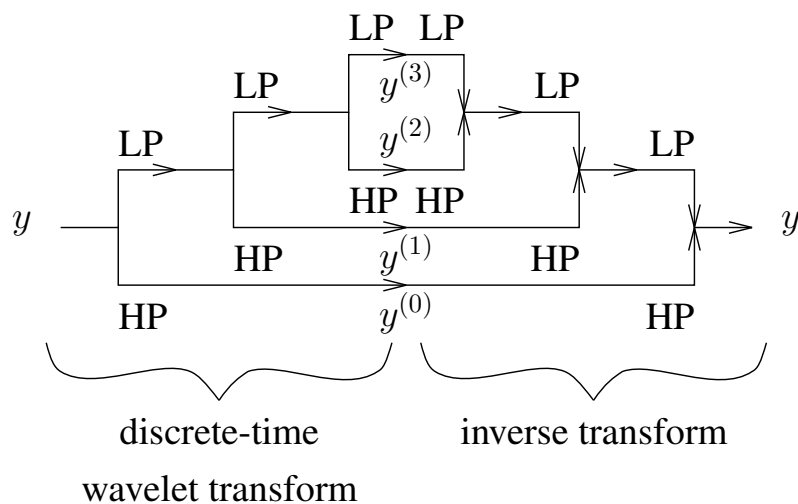 LP LP
LP y^{(3)} LP
LP y^{(2)} LP
HP HP
y y
HP y^{(1)} HP
HP y^{(0)} HP
discrete-time inverse transform
wavelet transform